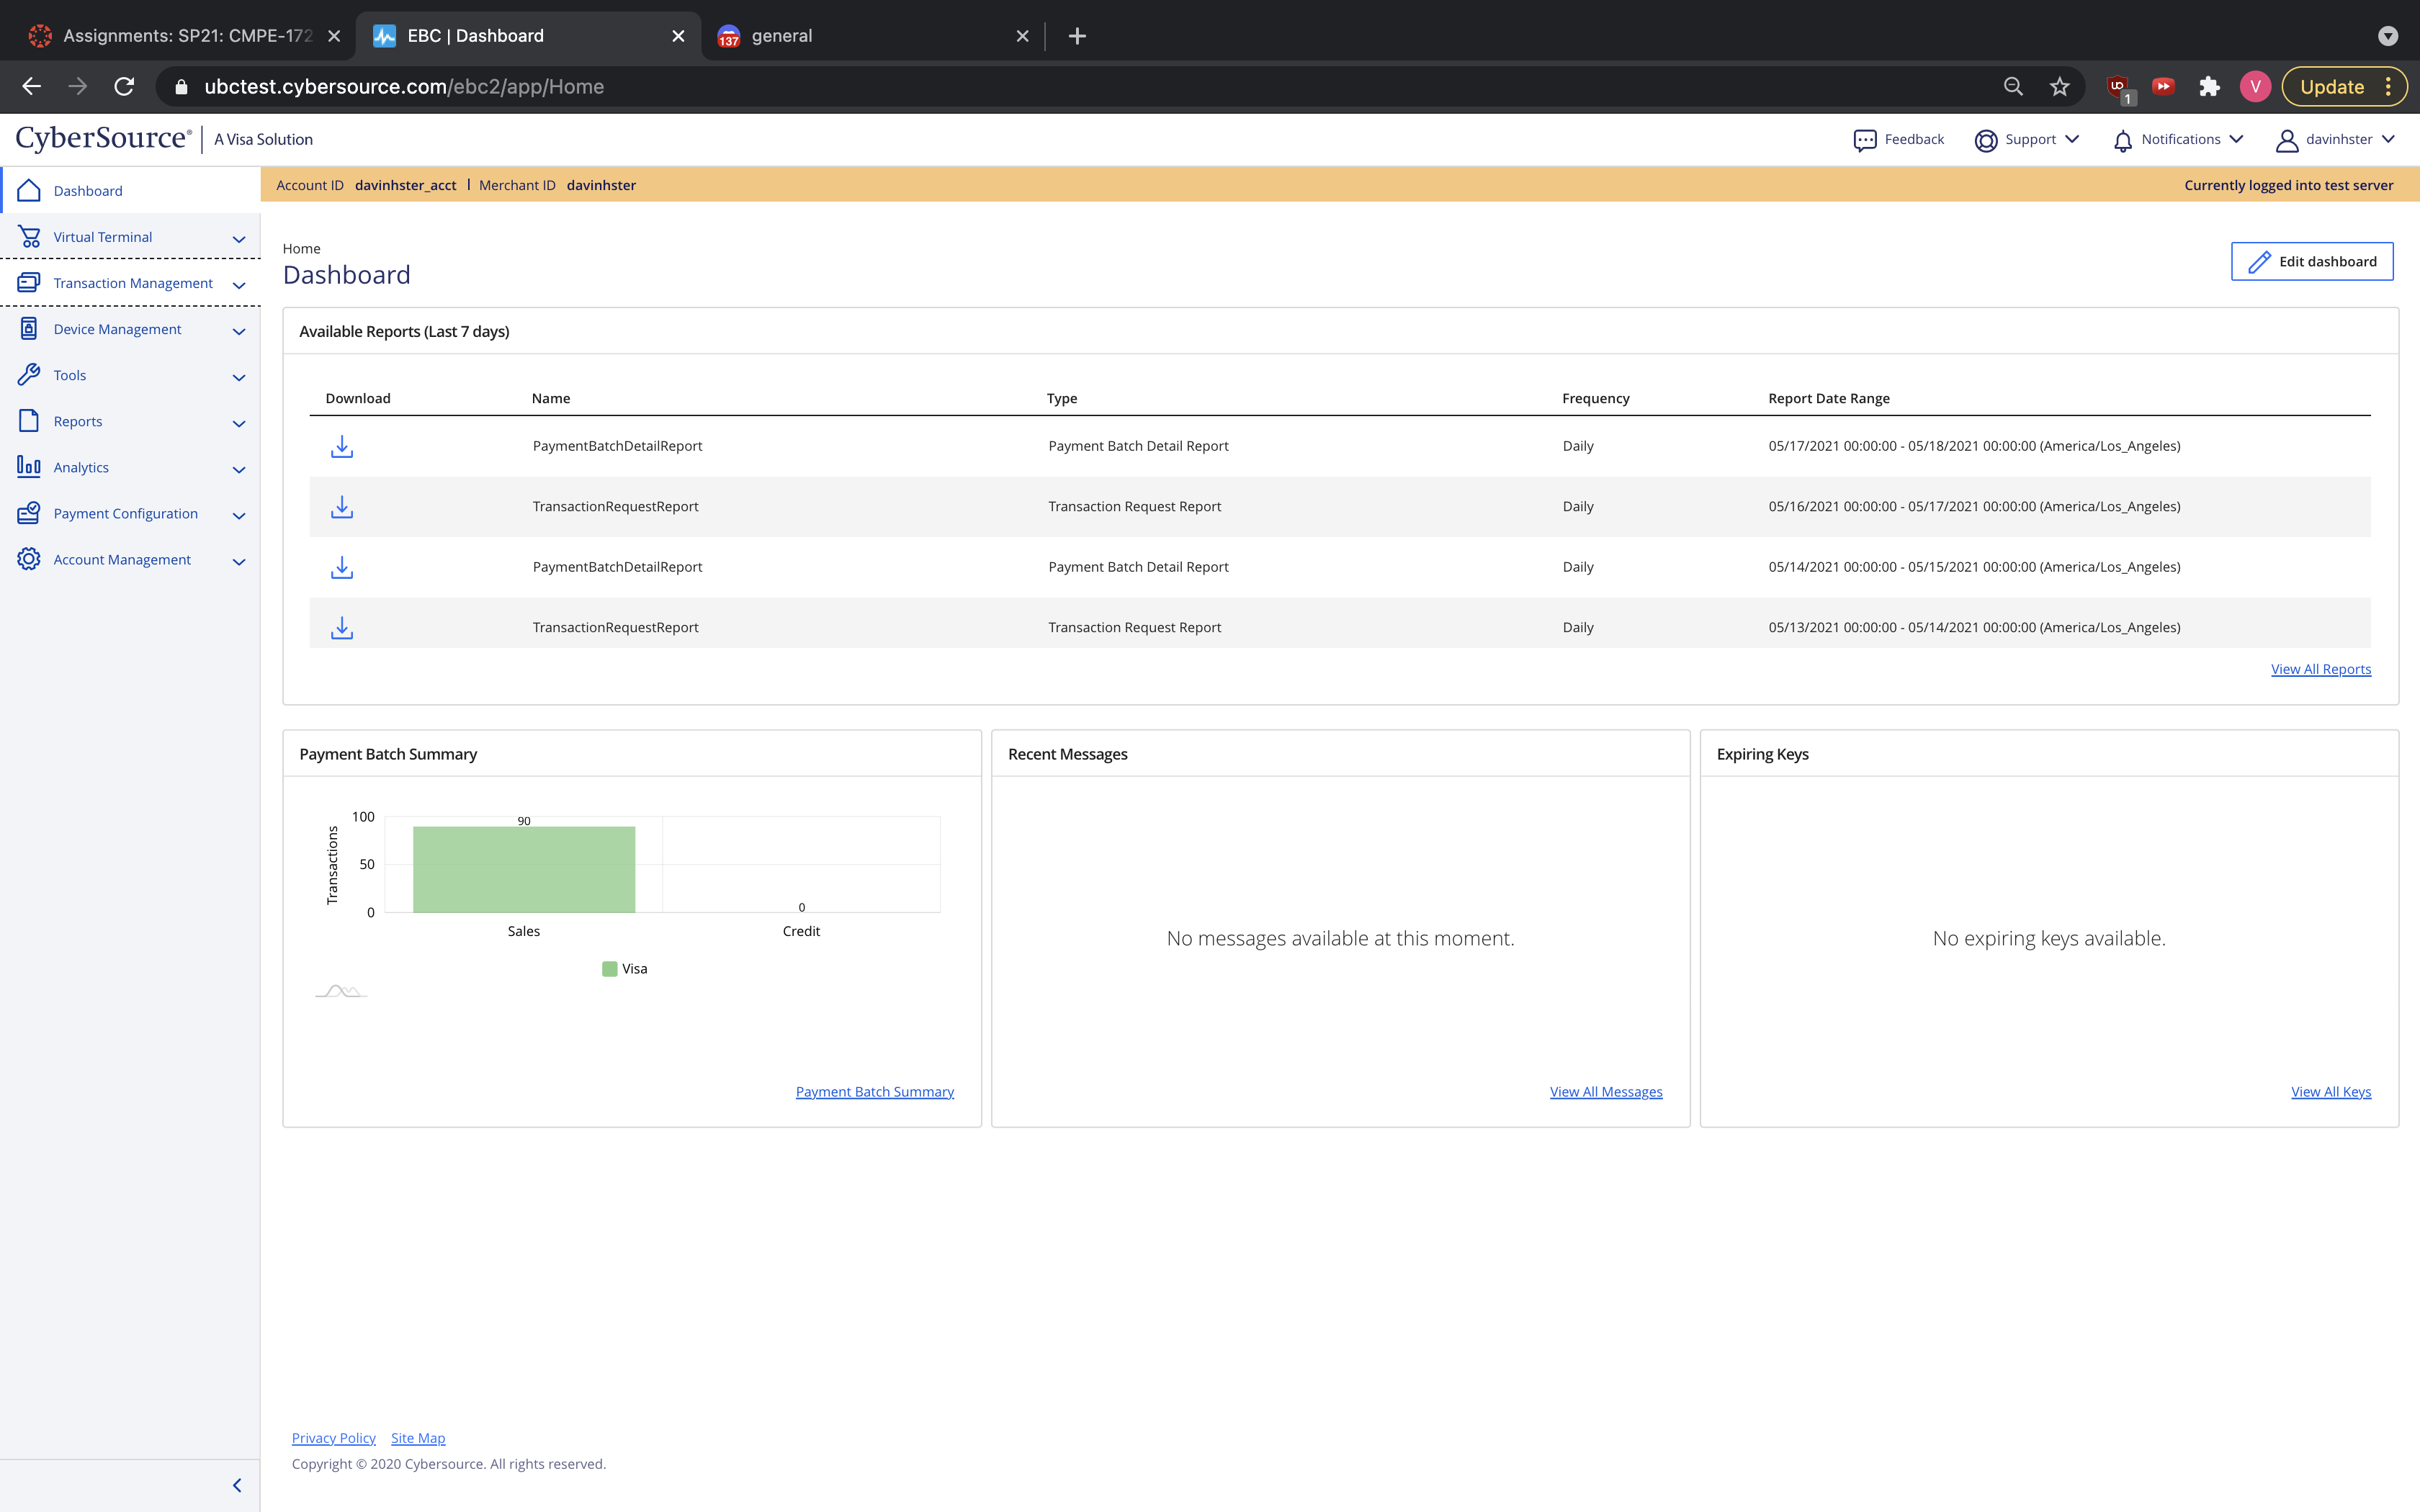 Assignments: SP21: CMPE-172
EBC | Dashboard
137 general
ubctest.cybersource.com/ebc2/app/Home
1
V
Update
CyberSource® | A Visa Solution
Feedback
Support
Notifications
davinhster
Dashboard
Virtual Terminal
Transaction Management
Device Management
Tools
Reports
Analytics
Payment Configuration
Account Management
Account ID davinhster_acct | Merchant ID davinhster
Currently logged into test server
Home
Dashboard
Edit dashboard
Available Reports (Last 7 days)
Download Name Type Frequency Report Date Range
PaymentBatchDetailReport Payment Batch Detail Report Daily 05/17/2021 00:00:00 - 05/18/2021 00:00:00 (America/Los_Angeles)
TransactionRequestReport Transaction Request Report Daily 05/16/2021 00:00:00 - 05/17/2021 00:00:00 (America/Los_Angeles)
PaymentBatchDetailReport Payment Batch Detail Report Daily 05/14/2021 00:00:00 - 05/15/2021 00:00:00 (America/Los_Angeles)
TransactionRequestReport Transaction Request Report Daily 05/13/2021 00:00:00 - 05/14/2021 00:00:00 (America/Los_Angeles)
View All Reports
Payment Batch Summary
Transactions
100
50
0
90
0
Sales
Credit
Visa
Payment Batch Summary
Recent Messages
No messages available at this moment.
View All Messages
Expiring Keys
No expiring keys available.
View All Keys
Privacy Policy Site Map
Copyright © 2020 Cybersource. All rights reserved.